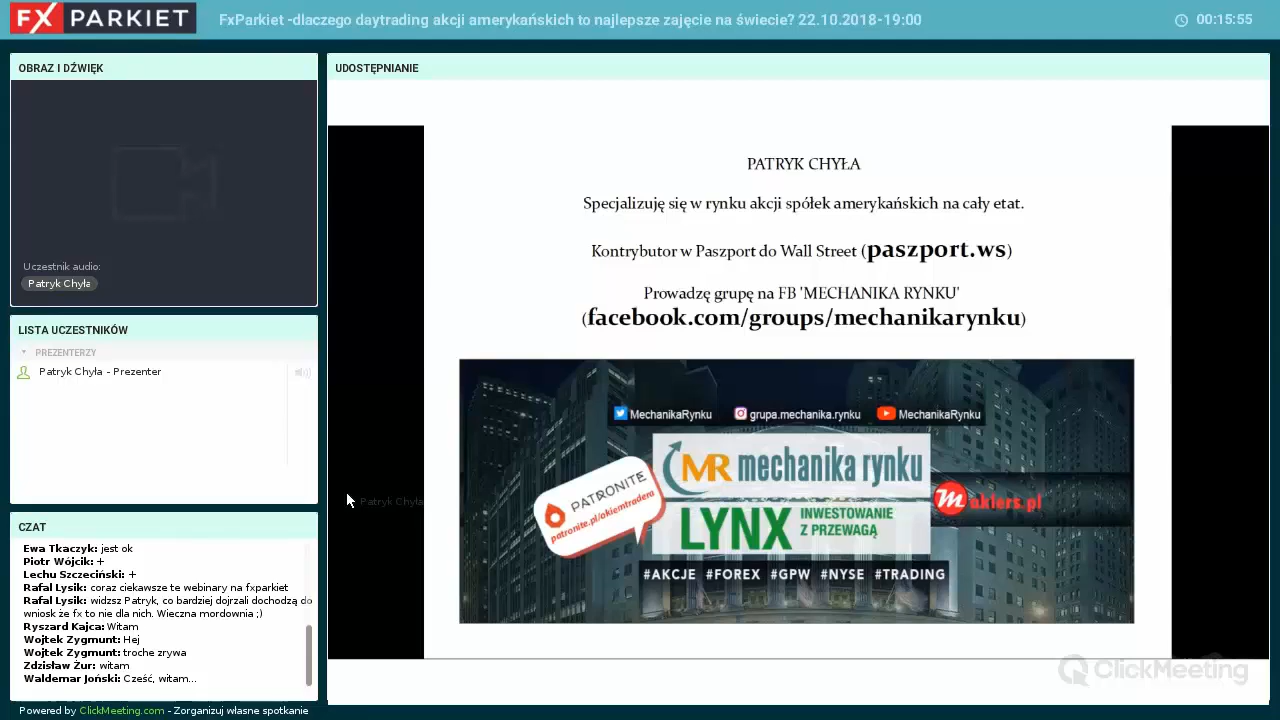 FX PARKIET
FxParkiet -dlaczego daytrading akcji amerykańskich to najlepsze zajęcie na świecie? 22.10.2018-19:00
00:15:55
OBRAZ I DŹWIĘK
Uczestnik audio:
Patryk Chyła
LISTA UCZESTNIKÓW
PREZENTERZY
Patryk Chyła - Prezenter
CZAT
Ewa Tkaczyk: jest ok
Piotr Wójcik: +
Lechu Szczeciński: +
Rafal Lysik: coraz ciekawsze te webinary na fxparkiet
Rafal Lysik: widzsz Patryk, co bardziej dojrzali dochodzą do
wniosk że fx to nie dla nich. Wieczna mordownia ;)
Ryszard Kajca: Witam
Wojtek Zygmunt: Hej
Wojtek Zygmunt: troche zrywa
Zdzisław Żur: witam
Waldemar Joński: Cześć, witam...
Powered by ClickMeeting.com - Zorganizuj własne spotkanie
UDOSTĘPNIANIE
PATRYK CHYŁA
Specjalizuję się w rynku akcji spółek amerykańskich na cały etat.
Kontrybutor w Paszport do Wall Street (paszport.ws)
Prowadzę grupę na FB 'MECHANIKA RYNKU'
(facebook.com/groups/mechanikarynku)
MechanikaRynku grupa.mechanika.rynku MechanikaRynku
MR mechanika rynku
PATRONITE
patronite.pl/okiemtradera
maklers.pl
LYNX INWESTOWANIE
Z PRZEWAGĄ
#AKCJE #FOREX #GPW #NYSE #TRADING
Patryk Chyła
ClickMeeting